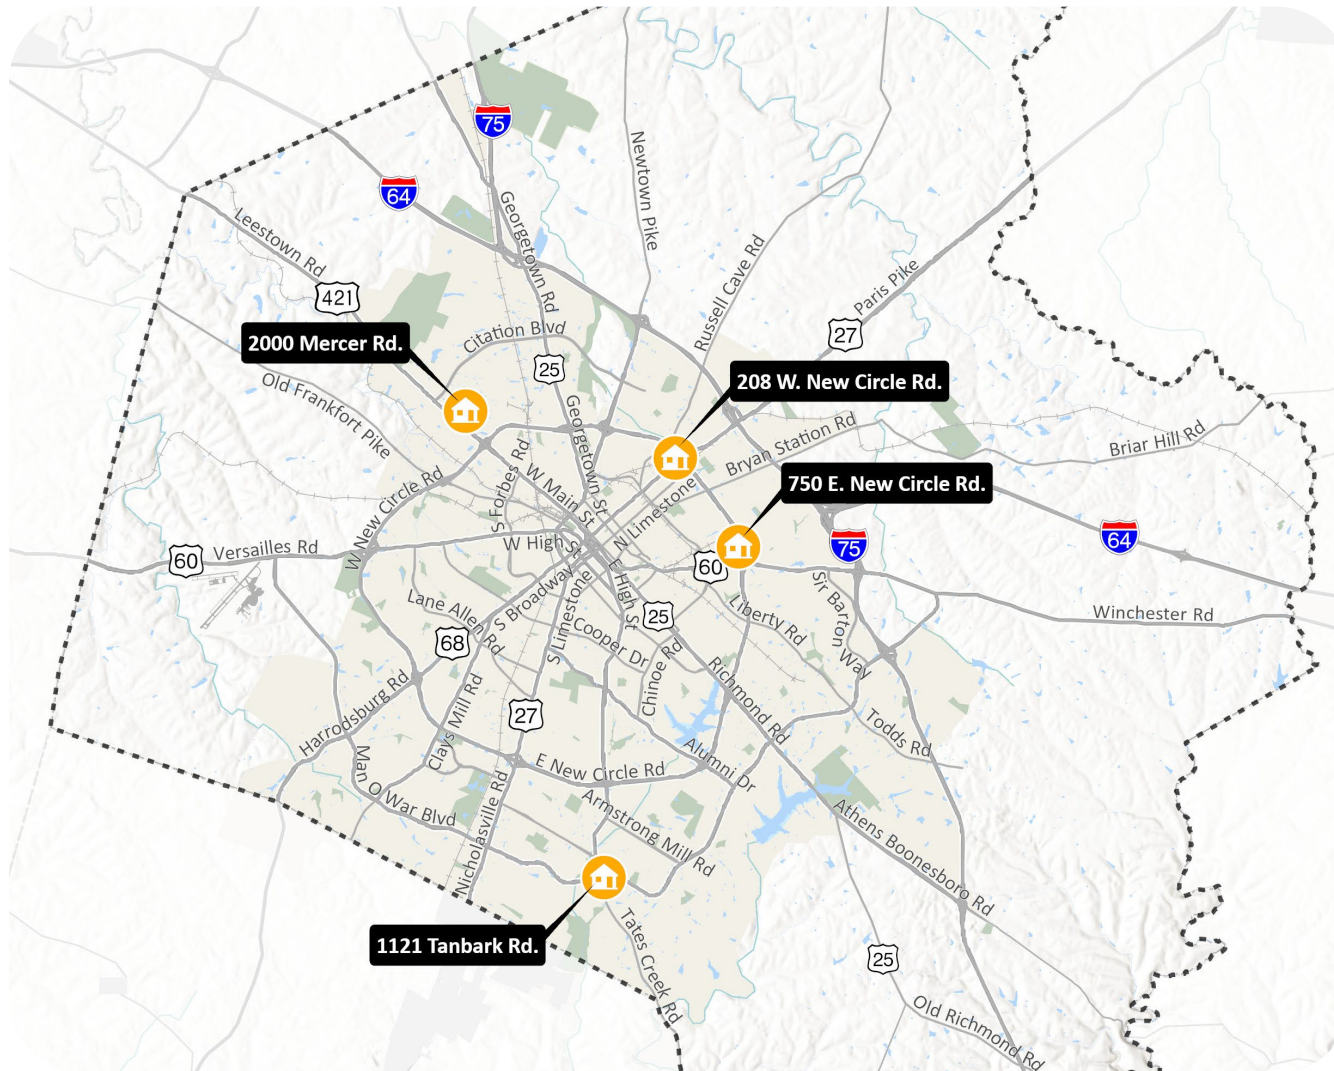 75
64
Newtown Pike
Georgetown Rd
Leestown Rd
Russell Cave Rd
421
Paris Pike
27
2000 Mercer Rd.
Citation Blvd
25
208 W. New Circle Rd.
Old Frankfort Pike
Georgetown St
Bryan Station Rd
Briar Hill Rd
S Forbes Rd
W Main St
N Limestone
750 E. New Circle Rd.
W New Circle Rd
60
Versailles Rd
W High St
E High St
60
75
64
Lane Allen Rd
S Broadway
S Limestone
25
Liberty Rd
Sir Barton Way
Winchester Rd
68
Cooper Dr
Chinoe Rd
Richmond Rd
Harrodsburg Rd
Clays Mill Rd
27
Todds Rd
Man O War Blvd
E New Circle Rd
Alumni Dr
Nicholasville Rd
Armstrong Mill Rd
Athens Boonesboro Rd
1121 Tanbark Rd.
Tates Creek Rd
25
Old Richmond Rd